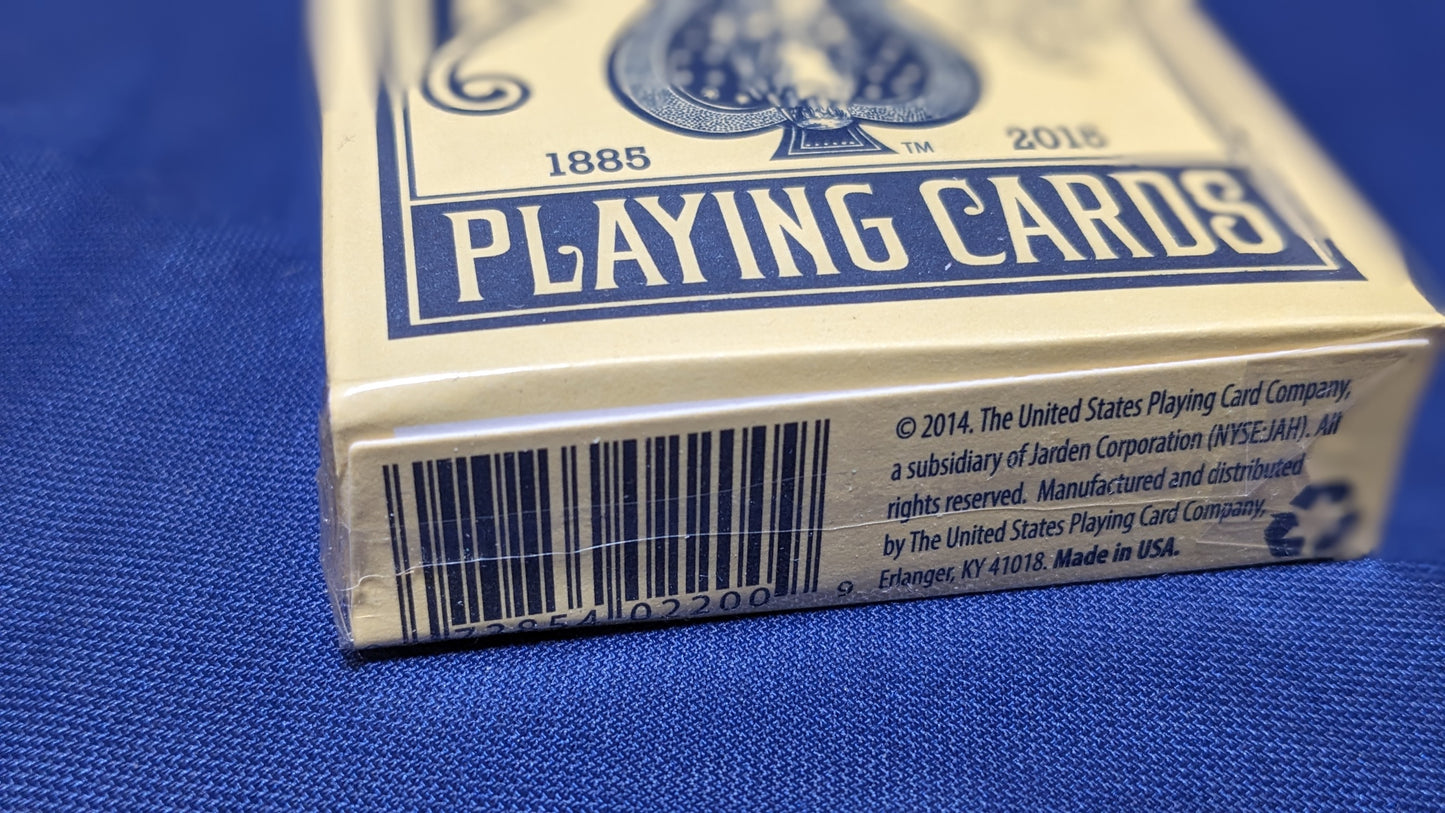 1885 TM 2015
PLAYING CARDS
© 2014. The United States Playing Card Company,
a subsidiary of Jarden Corporation (NYSE:JAH). All
rights reserved. Manufactured and distributed
by The United States Playing Card Company,
Erlanger, KY 41018. Made in USA.
73854 02200 9